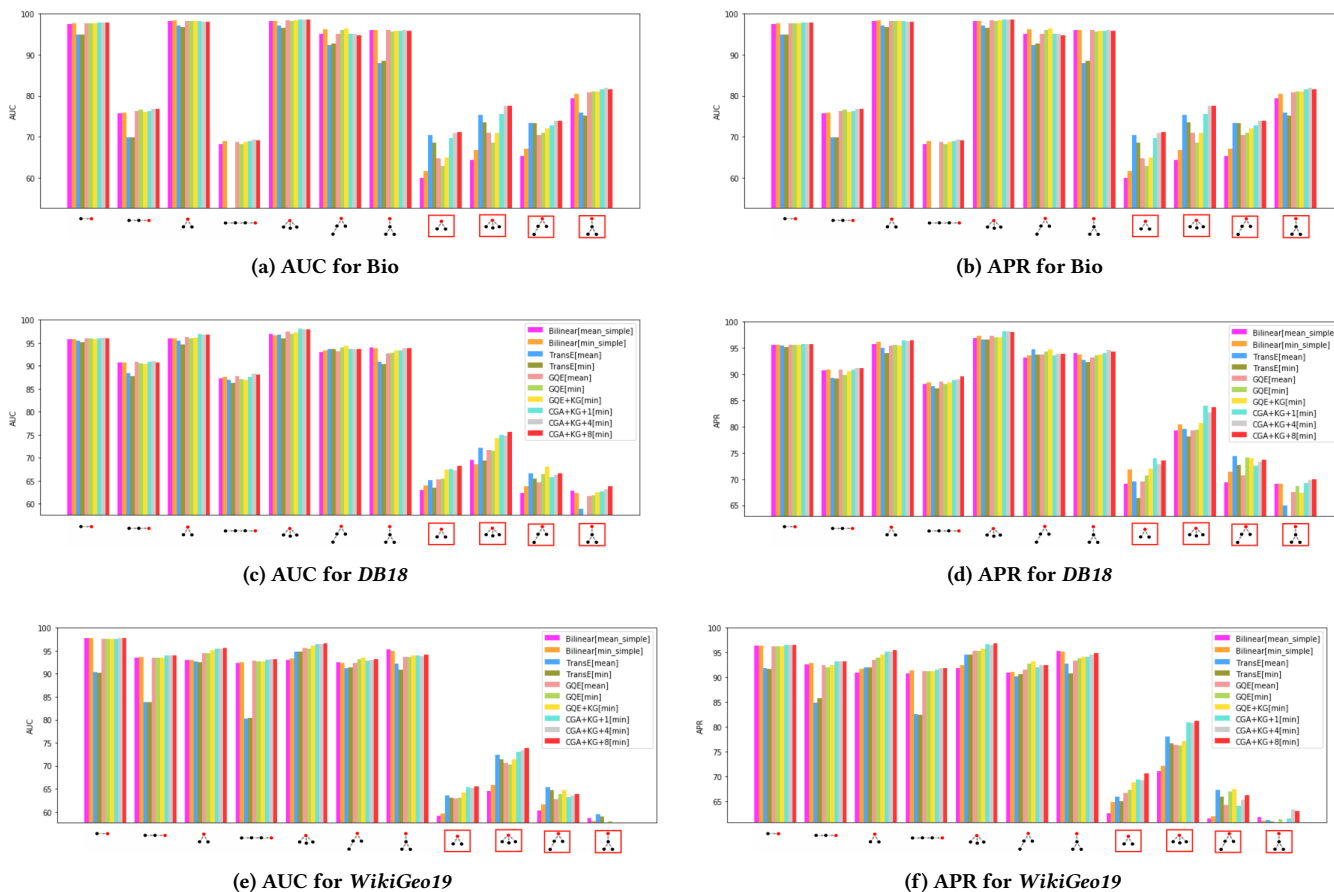 100
90
80
70
60
AUC
(a) AUC for Bio
100
90
80
70
60
AUC
(b) APR for Bio
100
95
90
85
80
75
70
65
60
AUC
Bilinear[mean_simple]
Bilinear[min_simple]
TransE[mean]
TransE[min]
GQE[mean]
GQE[min]
GQE+KG[min]
CGA+KG+1[min]
CGA+KG+4[min]
CGA+KG+8[min]
(c) AUC for DB18
100
95
90
85
80
75
70
65
APR
Bilinear[mean_simple]
Bilinear[min_simple]
TransE[mean]
TransE[min]
GQE[mean]
GQE[min]
GQE+KG[min]
CGA+KG+1[min]
CGA+KG+4[min]
CGA+KG+8[min]
(d) APR for DB18
100
95
90
85
80
75
70
65
60
AUC
Bilinear[mean_simple]
Bilinear[min_simple]
TransE[mean]
TransE[min]
GQE[mean]
GQE[min]
GQE+KG[min]
CGA+KG+1[min]
CGA+KG+4[min]
CGA+KG+8[min]
(e) AUC for WikiGeo19
100
95
90
85
80
75
70
65
APR
Bilinear[mean_simple]
Bilinear[min_simple]
TransE[mean]
TransE[min]
GQE[mean]
GQE[min]
GQE+KG[min]
CGA+KG+1[min]
CGA+KG+4[min]
CGA+KG+8[min]
(f) APR for WikiGeo19